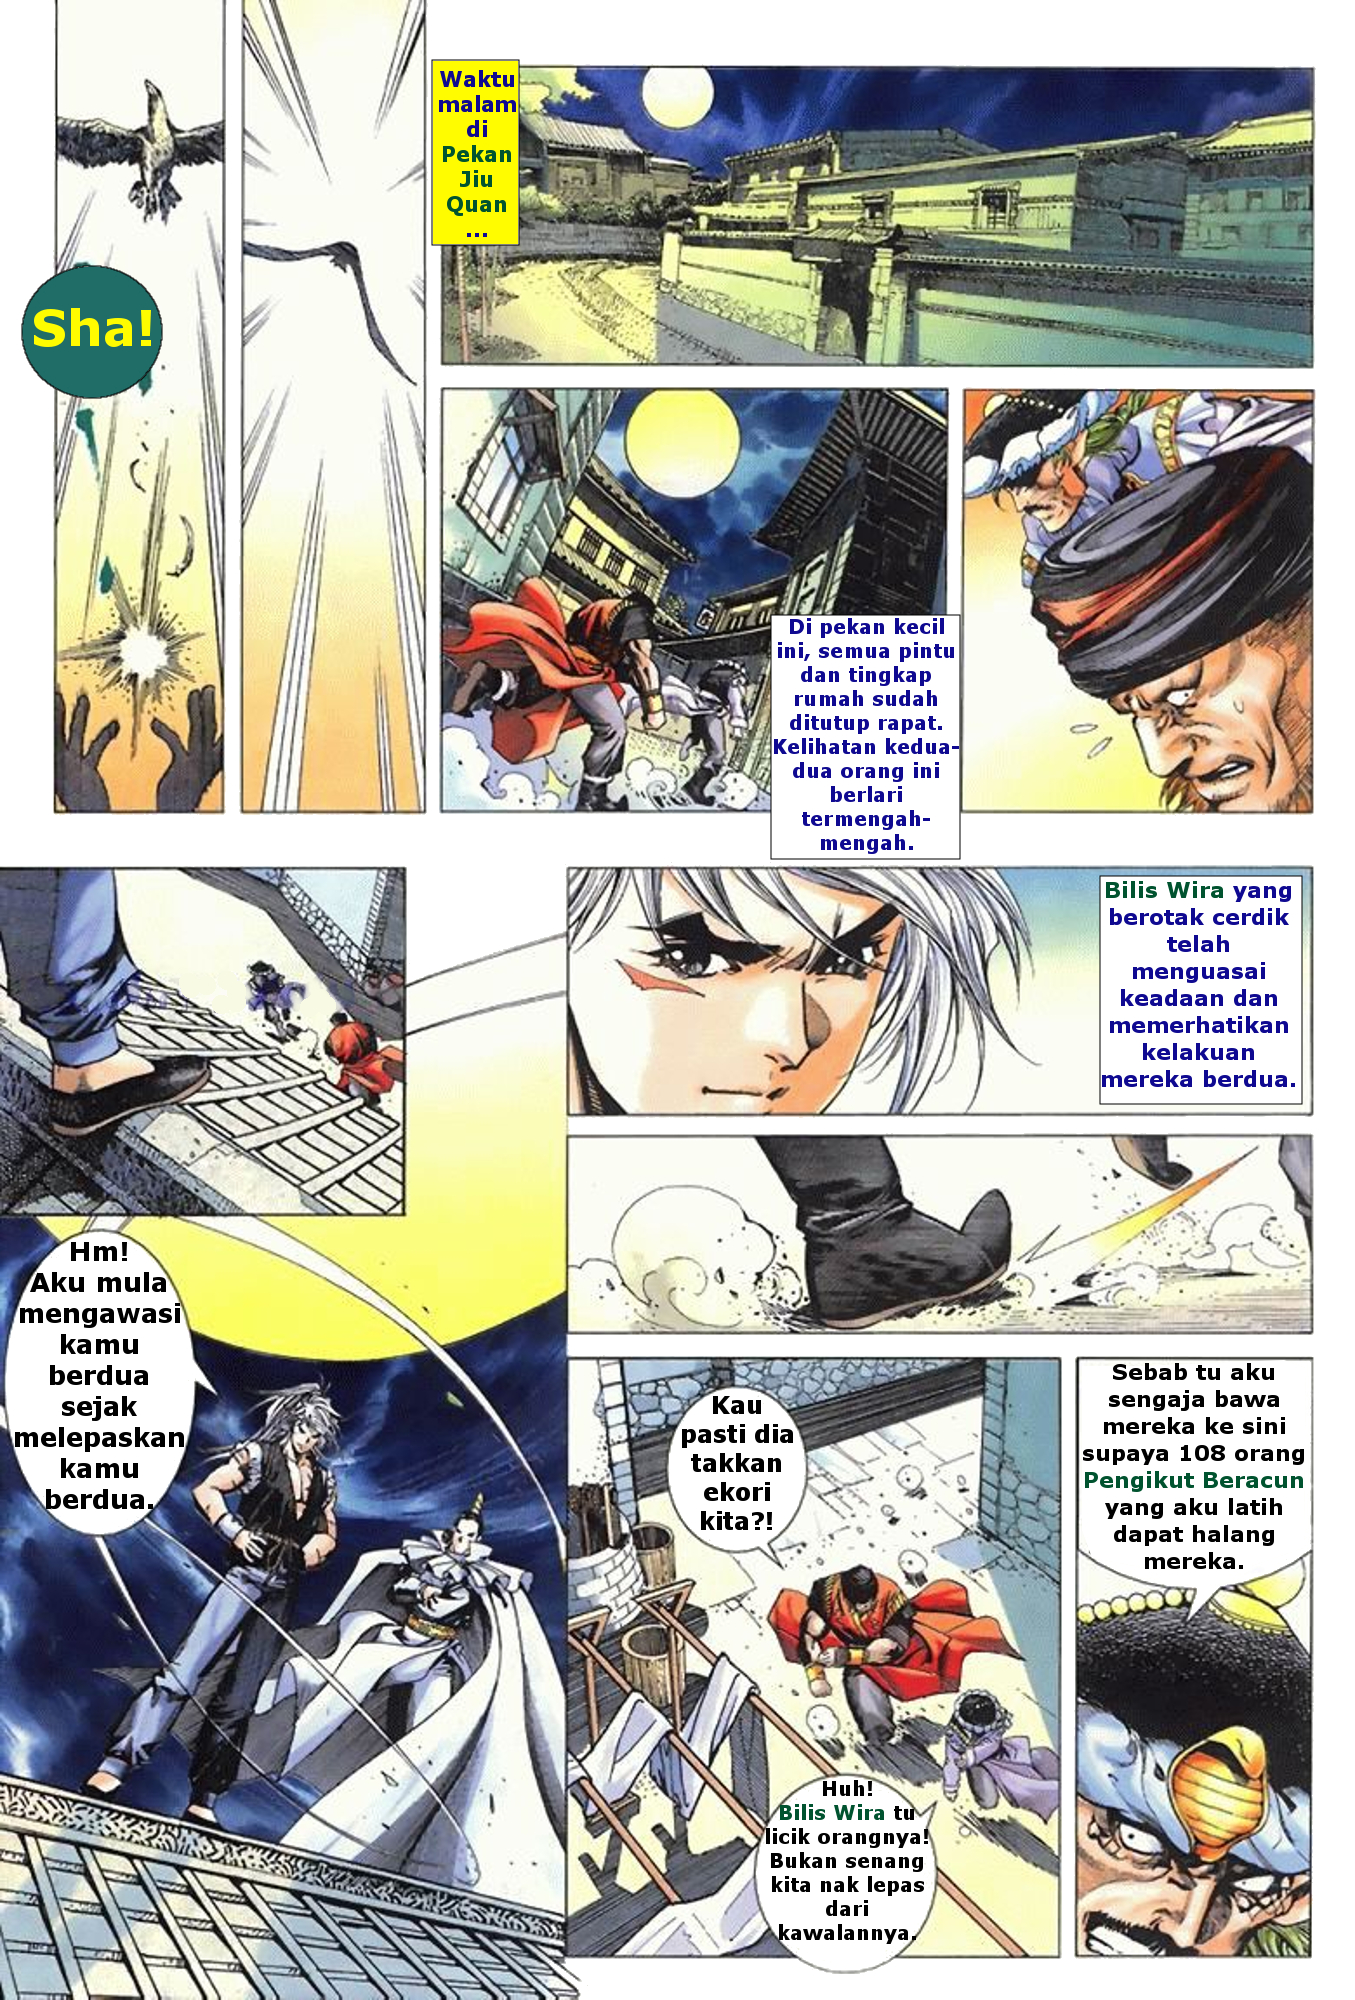 Sha!
Waktu
malam
di
Pekan
Jiu
Quan
...
Di pekan kecil
ini, semua pintu
dan tingkap
rumah sudah
ditutup rapat.
Kelihatan kedua-
dua orang ini
berlari
termengah-
mengah.
Bilis Wira yang
berotak cerdik
telah
menguasai
keadaan dan
memerhatikan
kelakuan
mereka berdua.
Hm!
Aku mula
mengawasi
kamu
berdua
sejak
melepaskan
kamu
berdua.
Kau
pasti dia
takkan
ekori
kita?!
Huh!
Bilis Wira tu
licik orangnya!
Bukan senang
kita nak lepas
dari
kawalannya.
Sebab tu aku
sengaja bawa
mereka ke sini
supaya 108 orang
Pengikut Beracun
yang aku latih
dapat halang
mereka.